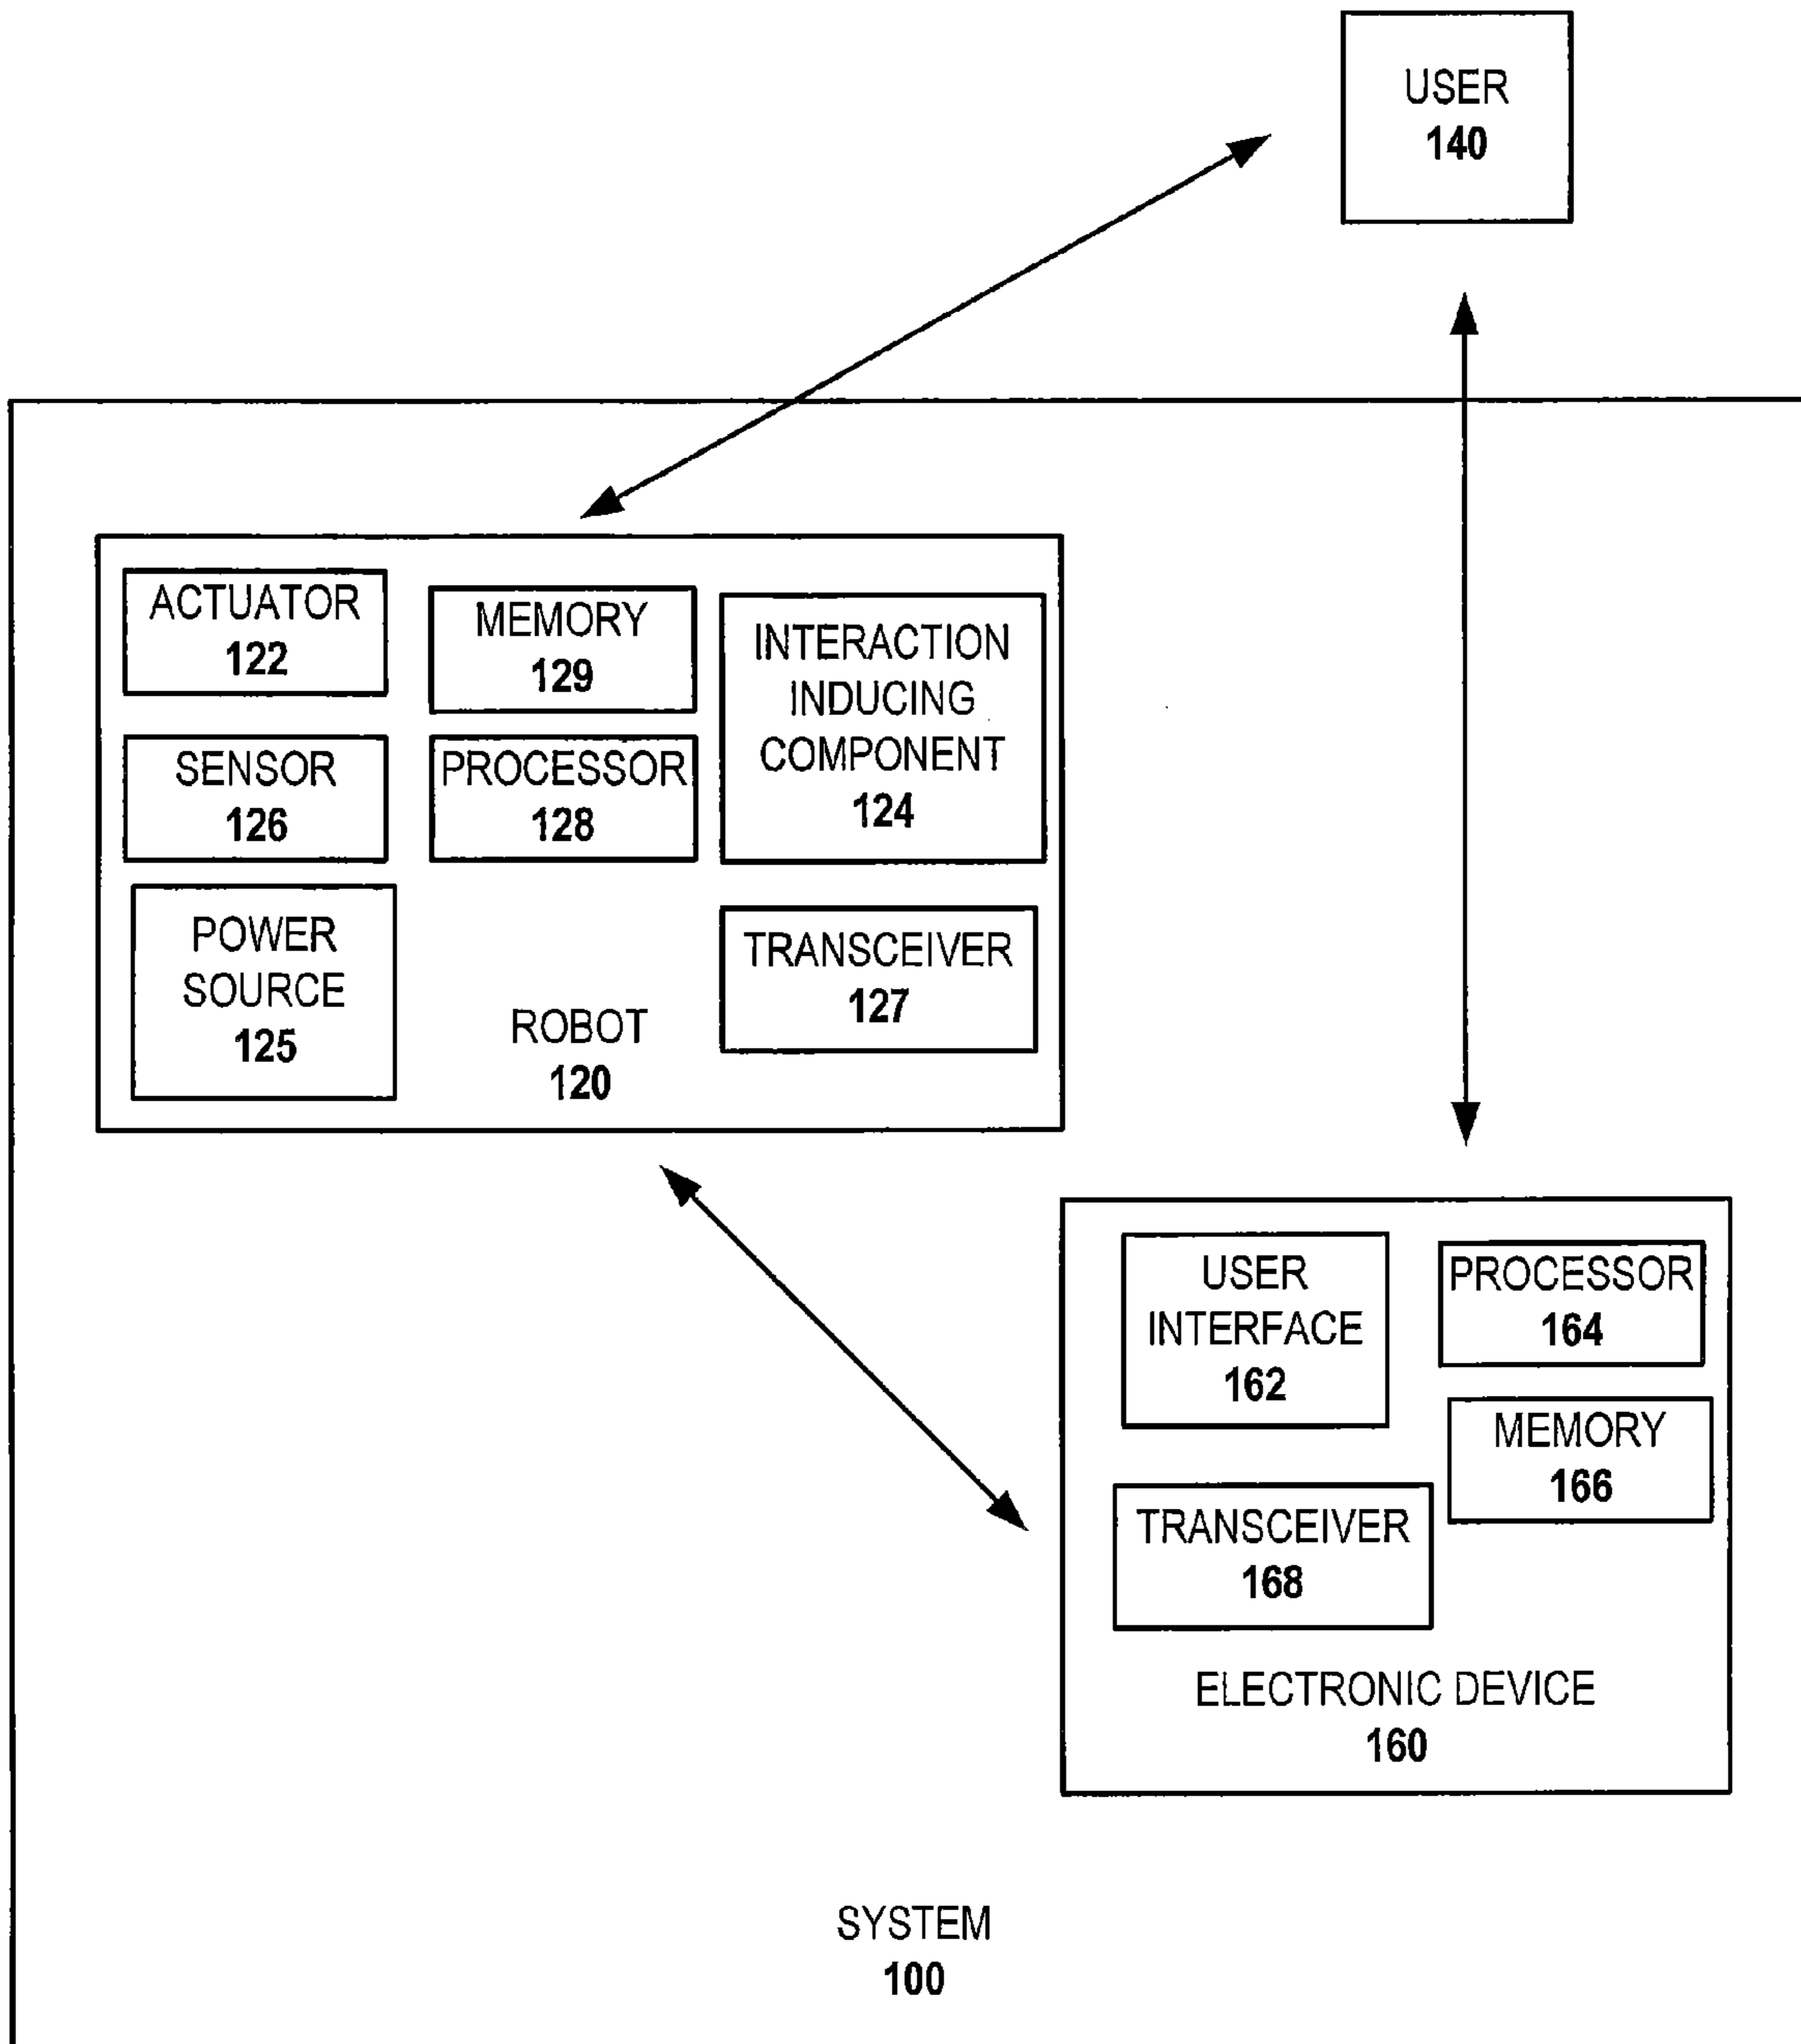 USER
140
ACTUATOR
122
MEMORY
129
INTERACTION
INDUCING
COMPONENT
124
SENSOR
126
PROCESSOR
128
POWER
SOURCE
125
TRANSCEIVER
127
ROBOT
120
USER
INTERFACE
162
PROCESSOR
164
MEMORY
166
TRANSCEIVER
168
ELECTRONIC DEVICE
160
SYSTEM
100